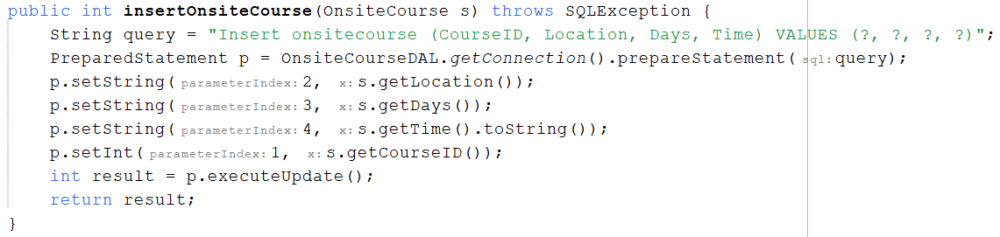 public int insertOnsiteCourse(OnsiteCourse s) throws SQLException {
    String query = "Insert onsitecourse (CourseID, Location, Days, Time) VALUES (?, ?, ?, ?)";
    PreparedStatement p = OnsiteCourseDAL.getConnection().prepareStatement( sql: query);
    p.setString( parameterIndex: 2,  x: s.getLocation());
    p.setString( parameterIndex: 3,  x: s.getDays());
    p.setString( parameterIndex: 4,  x: s.getTime().toString());
    p.setInt( parameterIndex: 1,  x: s.getCourseID());
    int result = p.executeUpdate();
    return result;
}